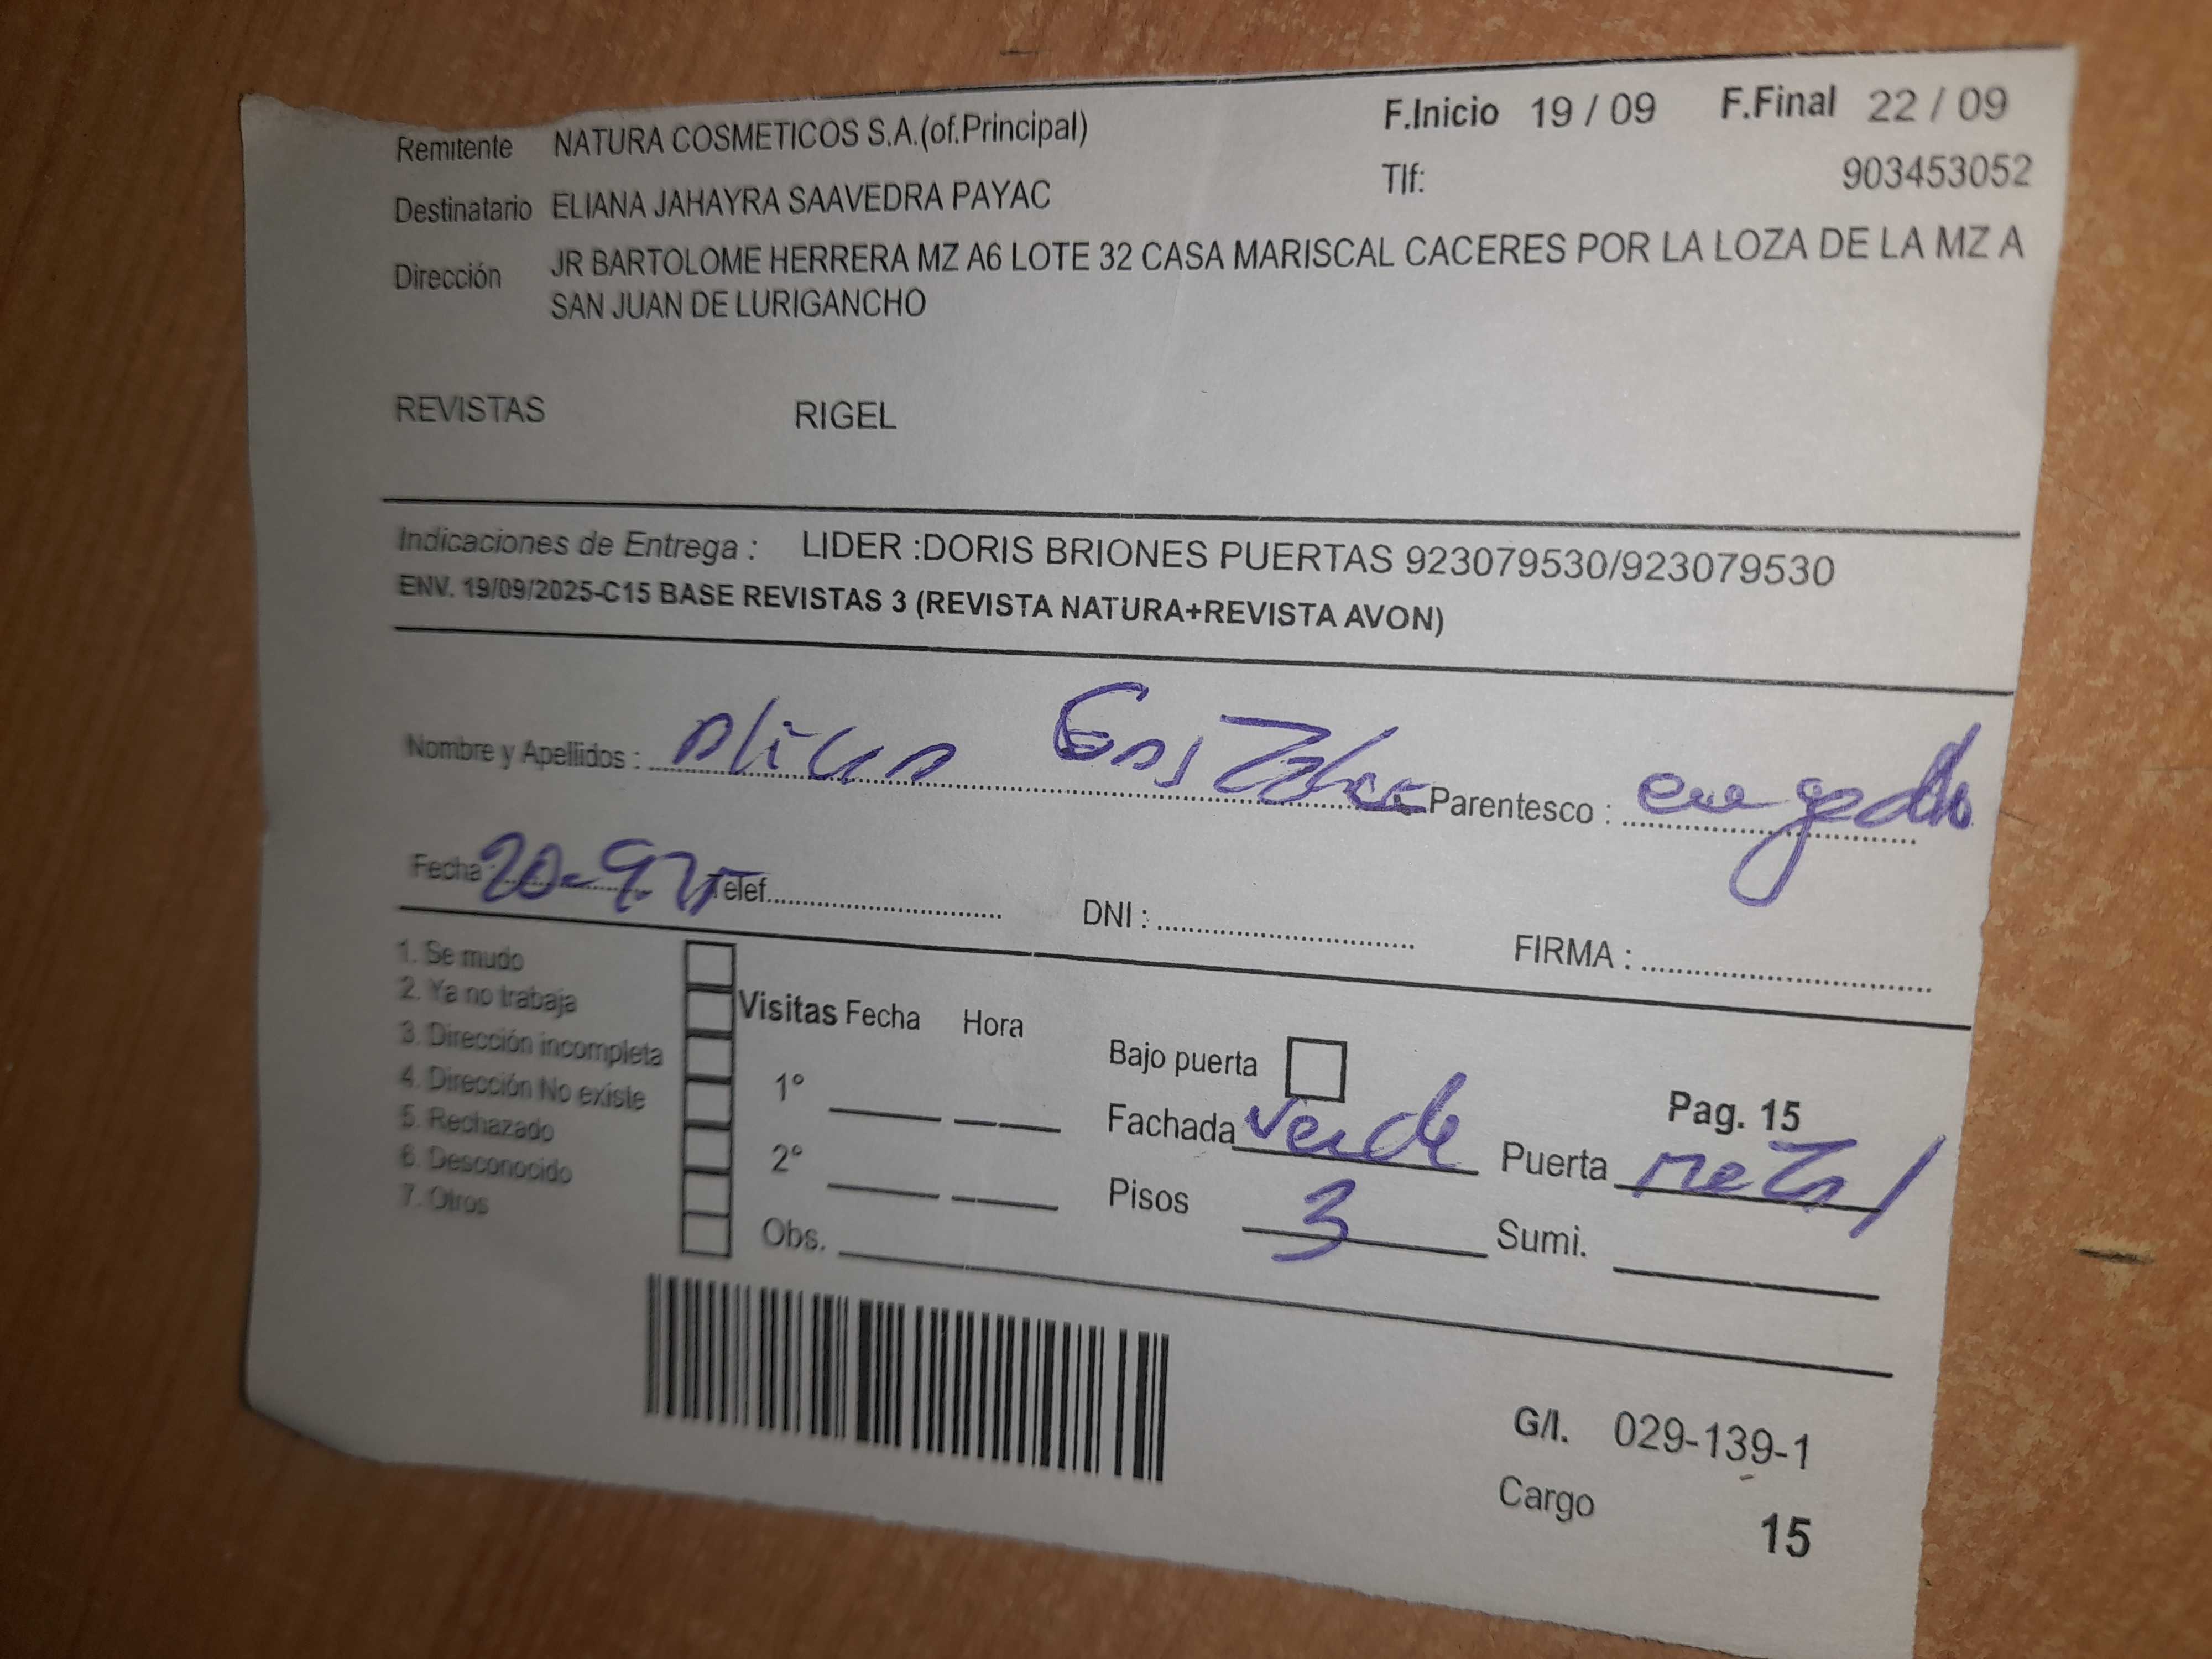 Remitente NATURA COSMETICOS S.A.(of.Principal) F.Inicio 19 / 09 F.Final 22 / 09
Destinatario ELIANA JAHAYRA SAAVEDRA PAYAC Tlf: 903453052
Dirección JR BARTOLOME HERRERA MZ A6 LOTE 32 CASA MARISCAL CACERES POR LA LOZA DE LA MZ A
SAN JUAN DE LURIGANCHO
REVISTAS RIGEL
Indicaciones de Entrega : LIDER :DORIS BRIONES PUERTAS 923079530/923079530
ENV. 19/09/2025-C15 BASE REVISTAS 3 (REVISTA NATURA+REVISTA AVON)
Nombre y Apellidos : Parentesco :
Fecha 20-9-25 Telef. DNI : FIRMA :
1. Se mudo
2. Ya no trabaja
3. Dirección incompleta
4. Dirección No existe
5. Rechazado
6. Desconocido
7. Otros
Visitas Fecha Hora
1°
2°
Obs.
Bajo puerta
Pag. 15
Fachada verde Puerta metal
Pisos 3 Sumi.
G/I. 029-139-1
Cargo 15